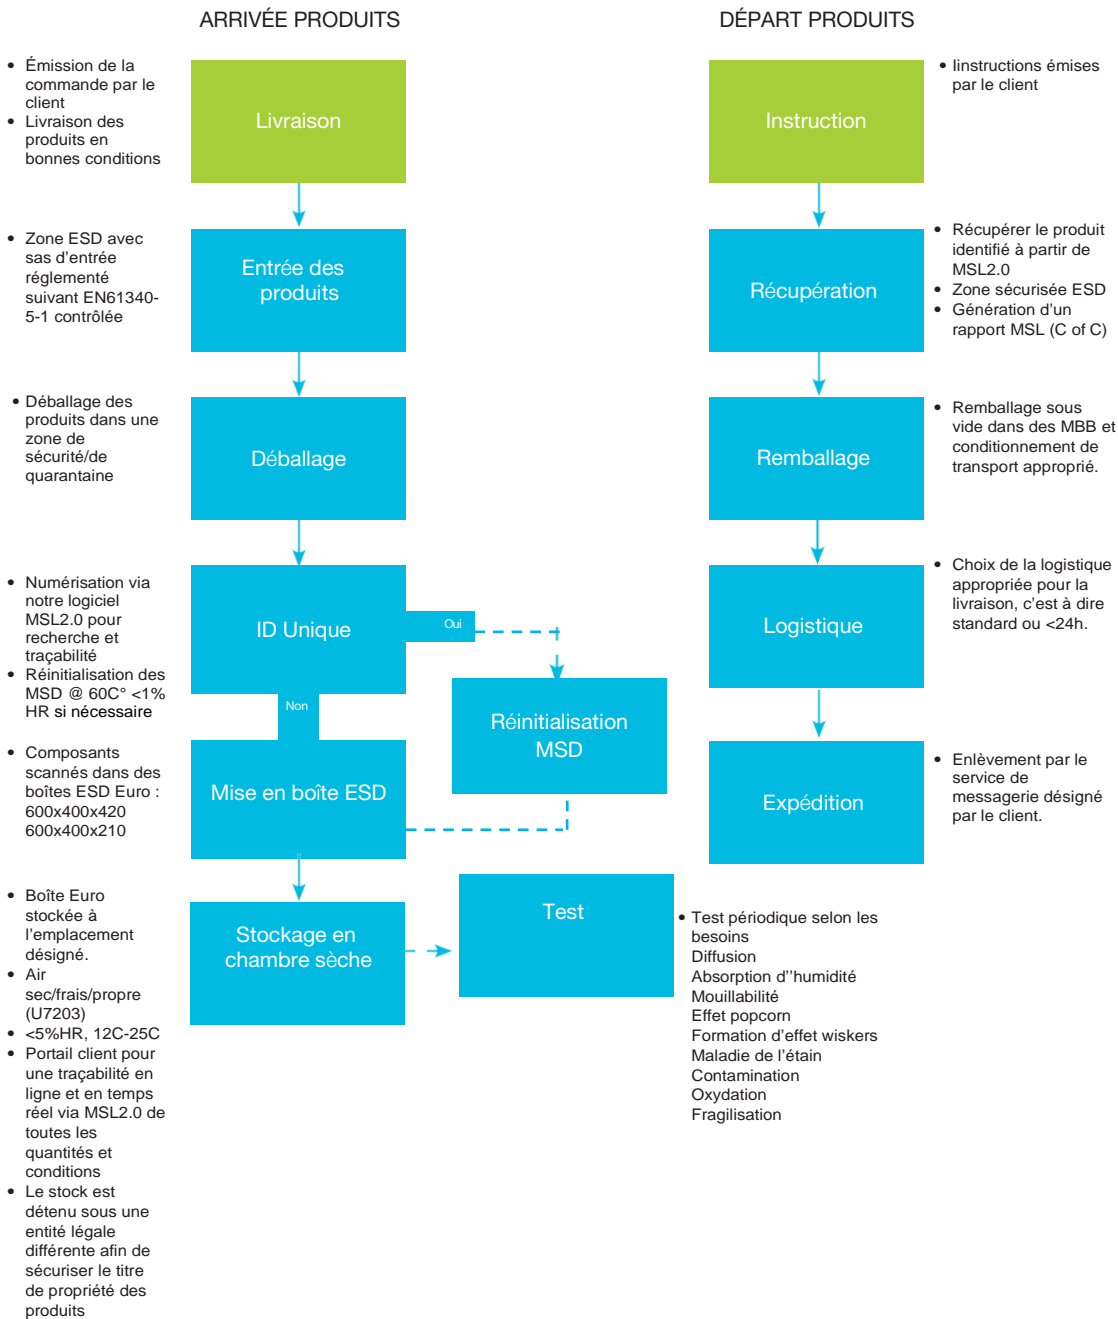 ARRIVÉE PRODUITS
• Émission de la
commande par le
client
• Livraison des
produits en
bonnes conditions
Livraison
• Zone ESD avec
sas d'entrée
réglementé
suivant EN61340-
5-1 contrôlée
Entrée des
produits
• Déballage des
produits dans une
zone de
sécurité/de
quarantaine
Déballage
• Numérisation via
notre logiciel
MSL2.0 pour
recherche et
traçabilité
• Réinitialisation des
MSD @ 60C° <1%
HR si nécessaire
ID Unique
Oui
Non
Réinitialisation
MSD
• Composants
scannés dans des
boîtes ESD Euro :
600x400x420
600x400x210
Mise en boîte ESD
• Boîte Euro
stockée à
l'emplacement
désigné.
• Air
sec/frais/propre
(U7203)
• <5%HR, 12C-25C
• Portail client pour
une traçabilité en
ligne et en temps
réel via MSL2.0 de
toutes les
quantités et
conditions
• Le stock est
détenu sous une
entité légale
différente afin de
sécuriser le titre
de propriété des
produits
Stockage en
chambre sèche
Test
• Test périodique selon les
besoins
Diffusion
Absorption d''humidité
Mouillabilité
Effet popcorn
Formation d'effet wiskers
Maladie de l'étain
Contamination
Oxydation
Fragilisation
DÉPART PRODUITS
Instruction
• Iinstructions émises
par le client
Récupération
• Récupérer le produit
identifié à partir de
MSL2.0
• Zone sécurisée ESD
• Génération d'un
rapport MSL (C of C)
Remballage
• Remballage sous
vide dans des MBB et
conditionnement de
transport approprié.
Logistique
• Choix de la logistique
appropriée pour la
livraison, c'est à dire
standard ou <24h.
Expédition
• Enlèvement par le
service de
messagerie désigné
par le client.